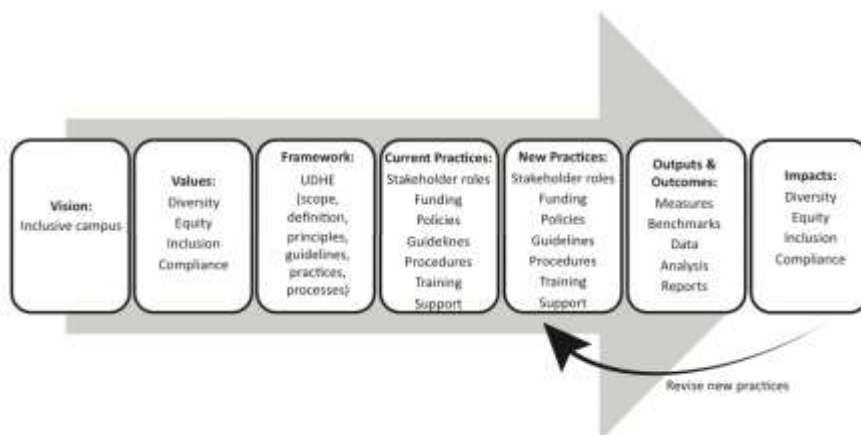 Vision:
Inclusive campus
Values:
Diversity
Equity
Inclusion
Compliance
Framework:
UDHE
(scope,
definition,
principles,
guidelines,
practices,
processes)
Current Practices:
Stakeholder roles
Funding
Policies
Guidelines
Procedures
Training
Support
New Practices:
Stakeholder roles
Funding
Policies
Guidelines
Procedures
Training
Support
Outputs &
Outcomes:
Measures
Benchmarks
Data
Analysis
Reports
Impacts:
Diversity
Equity
Inclusion
Compliance
Revise new practices